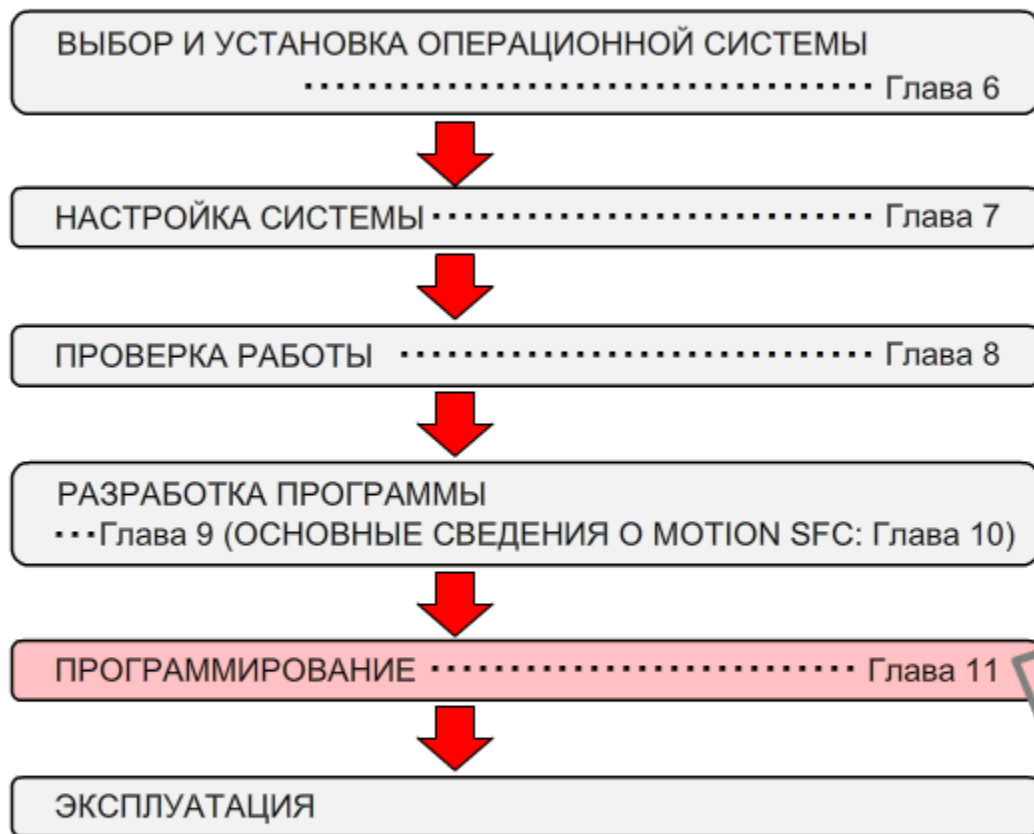 ВЫБОР И УСТАНОВКА ОПЕРАЦИОННОЙ СИСТЕМЫ
···································· Глава 6
НАСТРОЙКА СИСТЕМЫ···························· Глава 7
ПРОВЕРКА РАБОТЫ ······························ Глава 8
РАЗРАБОТКА ПРОГРАММЫ
···Глава 9 (ОСНОВНЫЕ СВЕДЕНИЯ О MOTION SFC: Глава 10)
ПРОГРАММИРОВАНИЕ ··························· Глава 11
ЭКСПЛУАТАЦИЯ